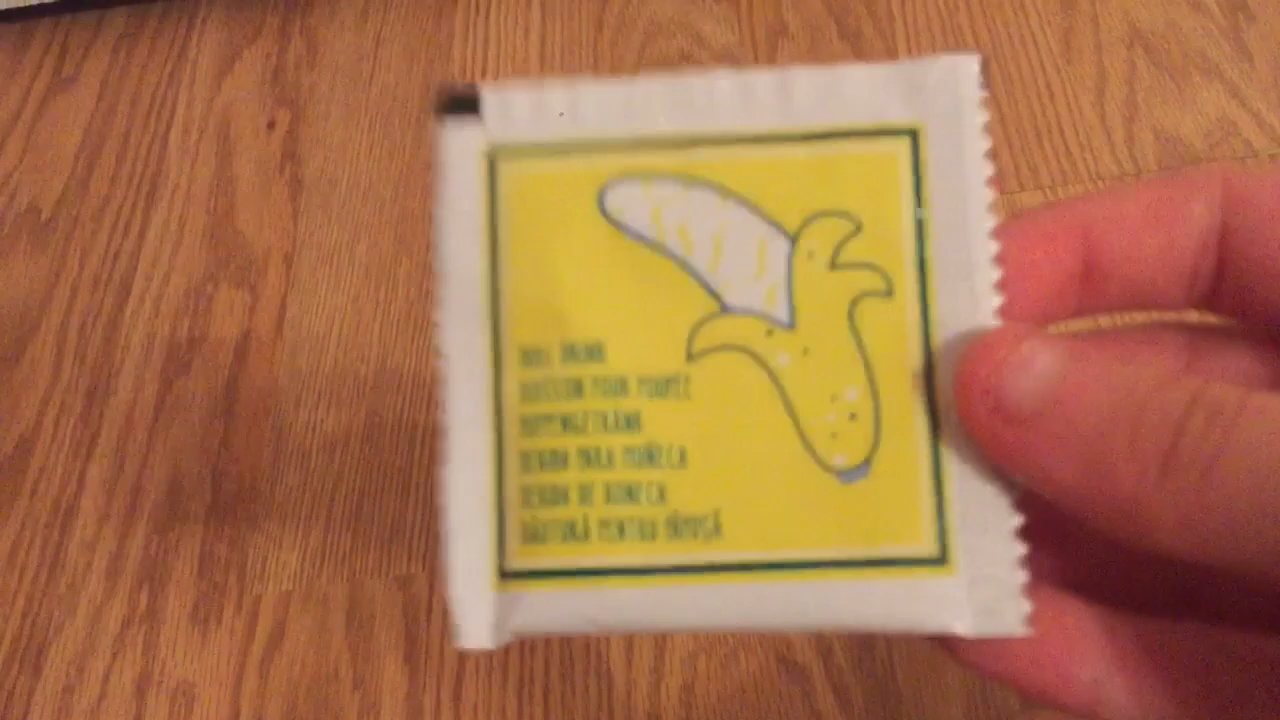 DOLL DRINK
BOISSON POUR POUPÉE
PUPPENGETRÄNK
BEBIDA PARA MUÑECA
BEBIDA DE BONECA
BĂUTURĂ PENTRU PĂPUȘĂ